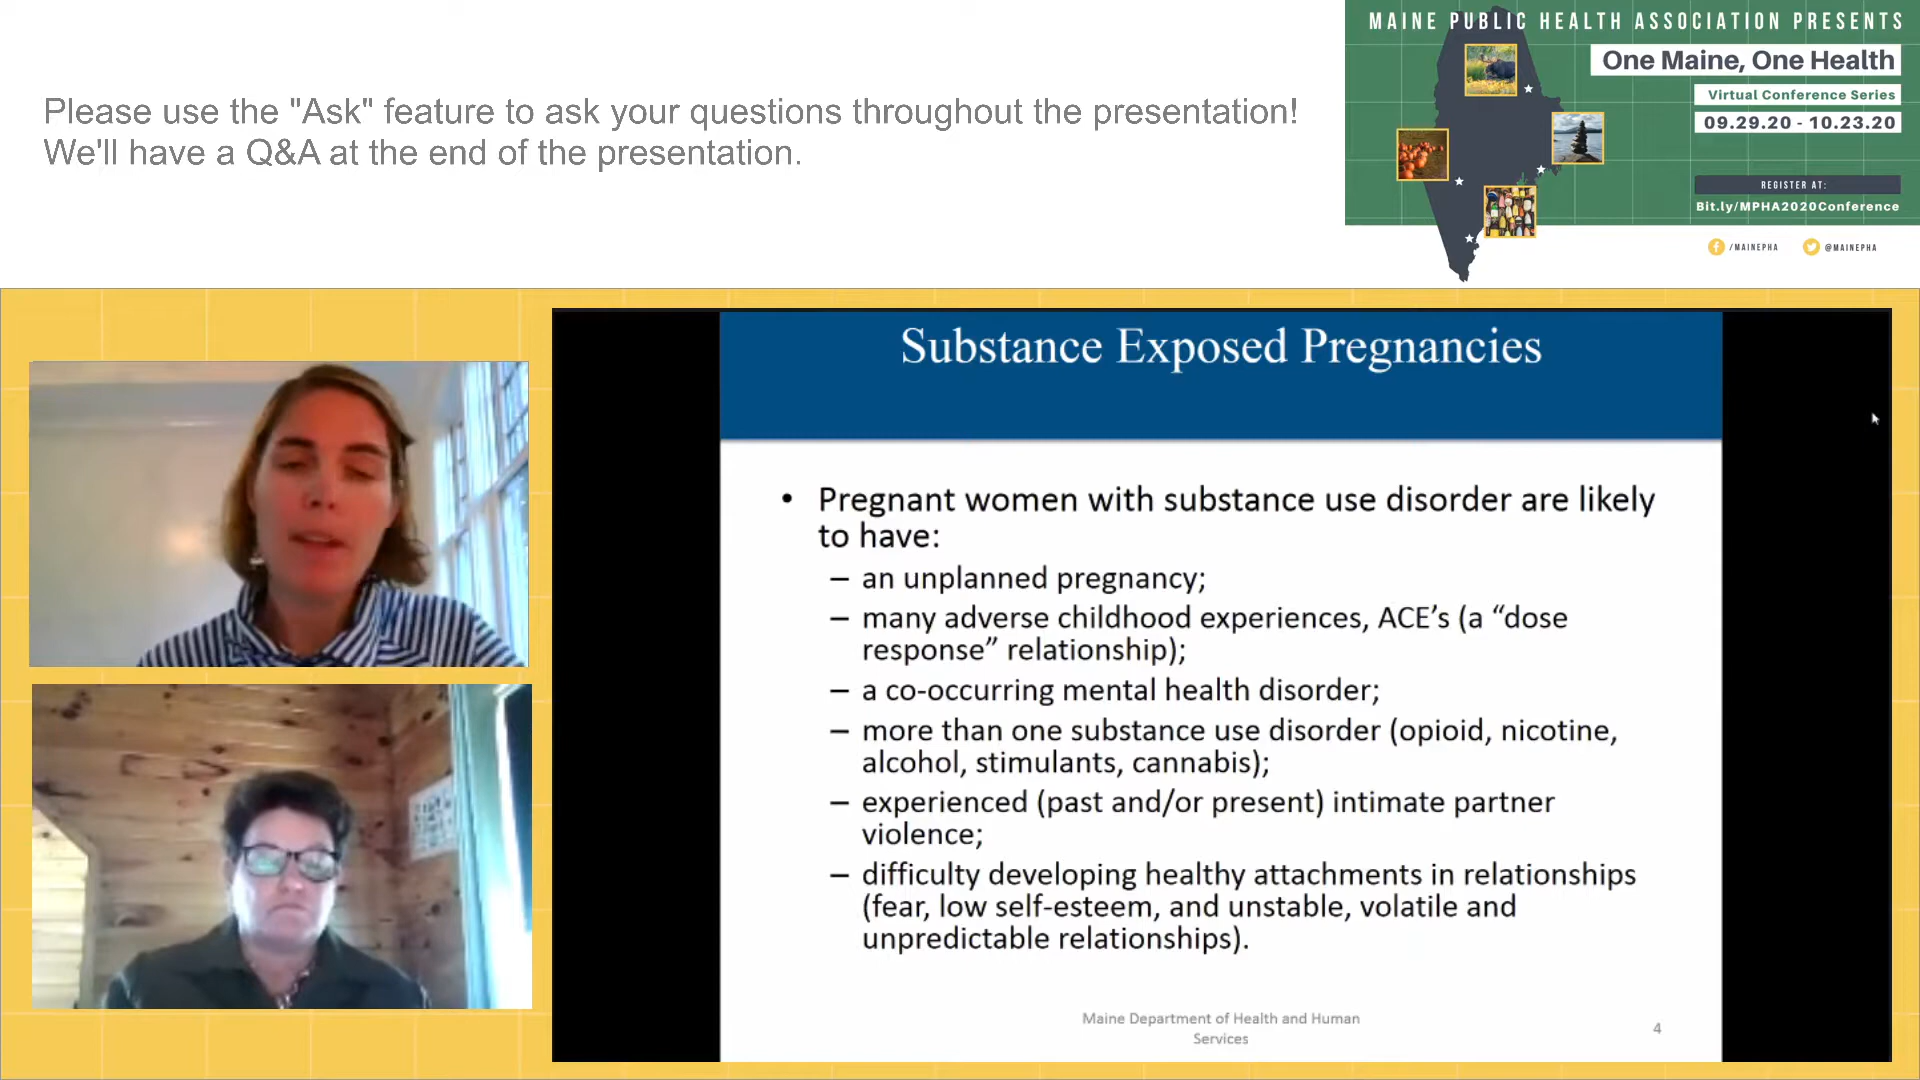 Please use the "Ask" feature to ask your questions throughout the presentation!
We'll have a Q&A at the end of the presentation.
MAINE PUBLIC HEALTH ASSOCIATION PRESENTS
One Maine, One Health
Virtual Conference Series
09.29.20 - 10.23.20
REGISTER AT:
Bit.ly/MPHA2020Conference
/MAINEPHA
@MAINEPHA
Substance Exposed Pregnancies
• Pregnant women with substance use disorder are likely
to have:
– an unplanned pregnancy;
– many adverse childhood experiences, ACE’s (a “dose
response” relationship);
– a co-occurring mental health disorder;
– more than one substance use disorder (opioid, nicotine,
alcohol, stimulants, cannabis);
– experienced (past and/or present) intimate partner
violence;
– difficulty developing healthy attachments in relationships
(fear, low self-esteem, and unstable, volatile and
unpredictable relationships).
Maine Department of Health and Human
Services
4